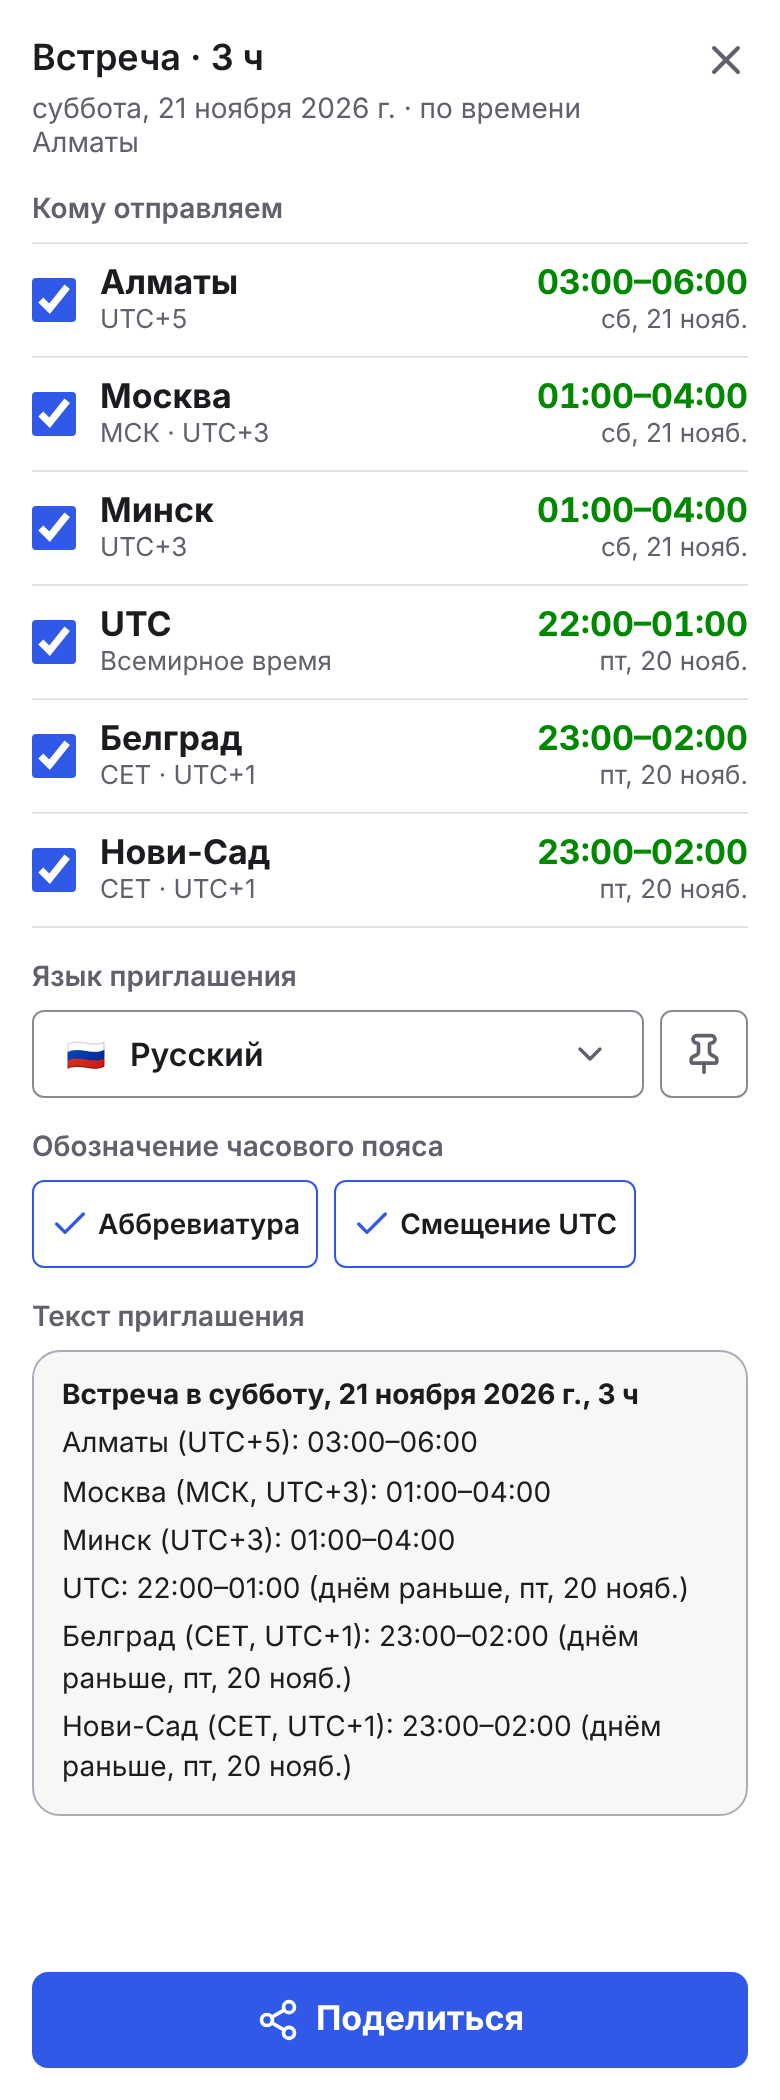 Встреча · 3 ч
суббота, 21 ноября 2026 г. · по времени
Алматы
Кому отправляем
Алматы
03:00–06:00
UTC+5
сб, 21 нояб.
Москва
01:00–04:00
МСК · UTC+3
сб, 21 нояб.
Минск
01:00–04:00
UTC+3
сб, 21 нояб.
UTC
22:00–01:00
Всемирное время
пт, 20 нояб.
Белград
23:00–02:00
CET · UTC+1
пт, 20 нояб.
Нови-Сад
23:00–02:00
CET · UTC+1
пт, 20 нояб.
Язык приглашения
Русский
Обозначение часового пояса
Аббревиатура
Смещение UTC
Текст приглашения
Встреча в субботу, 21 ноября 2026 г., 3 ч
Алматы (UTC+5): 03:00–06:00
Москва (МСК, UTC+3): 01:00–04:00
Минск (UTC+3): 01:00–04:00
UTC: 22:00–01:00 (днём раньше, пт, 20 нояб.)
Белград (CET, UTC+1): 23:00–02:00 (днём
раньше, пт, 20 нояб.)
Нови-Сад (CET, UTC+1): 23:00–02:00 (днём
раньше, пт, 20 нояб.)
Поделиться